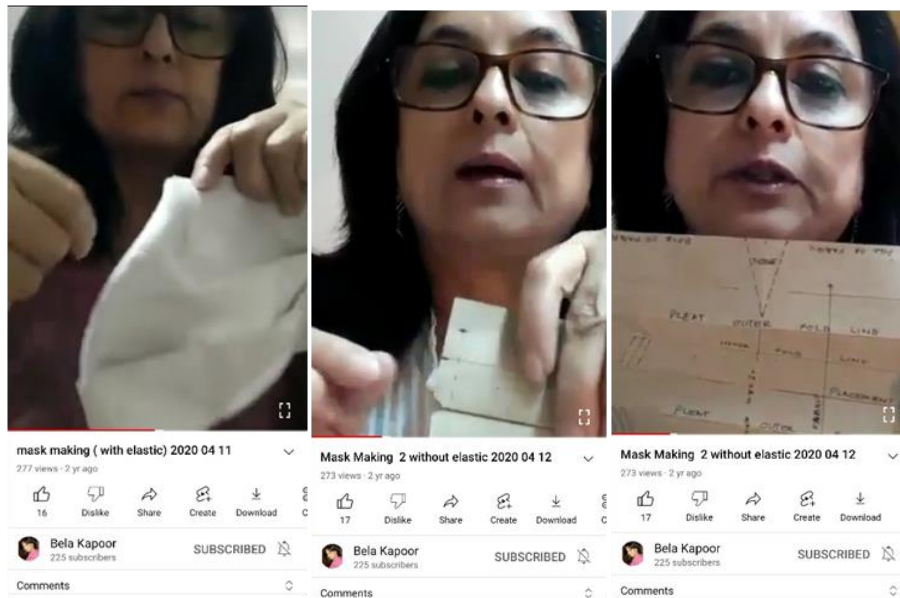 NOSE
PLEAT OUTER FOLD LINE
INNER FOLD LINE
PLACEMENT
PLEAT
OUTER
mask making ( with elastic) 2020 04 11
277 views · 2 yr ago
16 Dislike Share Create Download C
Bela Kapoor
225 subscribers
SUBSCRIBED
Comments
Mask Making 2 without elastic 2020 04 12
273 views · 2 yr ago
17 Dislike Share Create Download C
Bela Kapoor
225 subscribers
SUBSCRIBED
Comments
Mask Making 2 without elastic 2020 04 12
273 views · 2 yr ago
17 Dislike Share Create Download
Bela Kapoor
225 subscribers
SUBSCRIBED
Comments